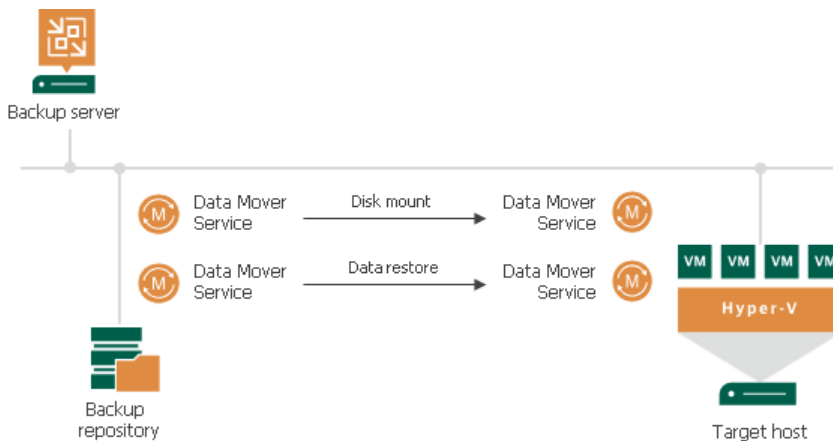 Backup server
M
Data Mover
Service
Disk mount
Data Mover
Service
M
M
Data Mover
Service
Data restore
Data Mover
Service
M
VM VM VM VM
Hyper-V
Backup
repository
Target host